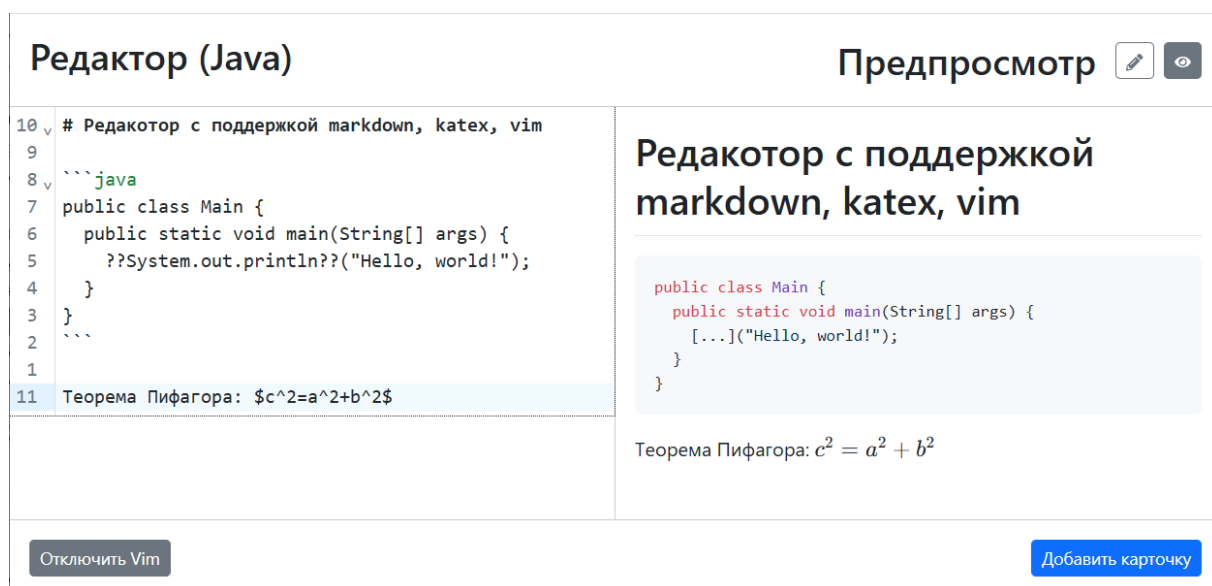 Редактор (Java)
Предпросмотр
10 # Редакотор с поддержкой markdown, katex, vim
9
8 ```java
7 public class Main {
6   public static void main(String[] args) {
5     ??System.out.println??("Hello, world!");
4   }
3 }
2 ```
1
11 Теорема Пифагора: $c^2=a^2+b^2$
Редакотор с поддержкой
markdown, katex, vim
public class Main {
  public static void main(String[] args) {
    [...]("Hello, world!");
  }
}
Теорема Пифагора: c² = a² + b²
Отключить Vim
Добавить карточку